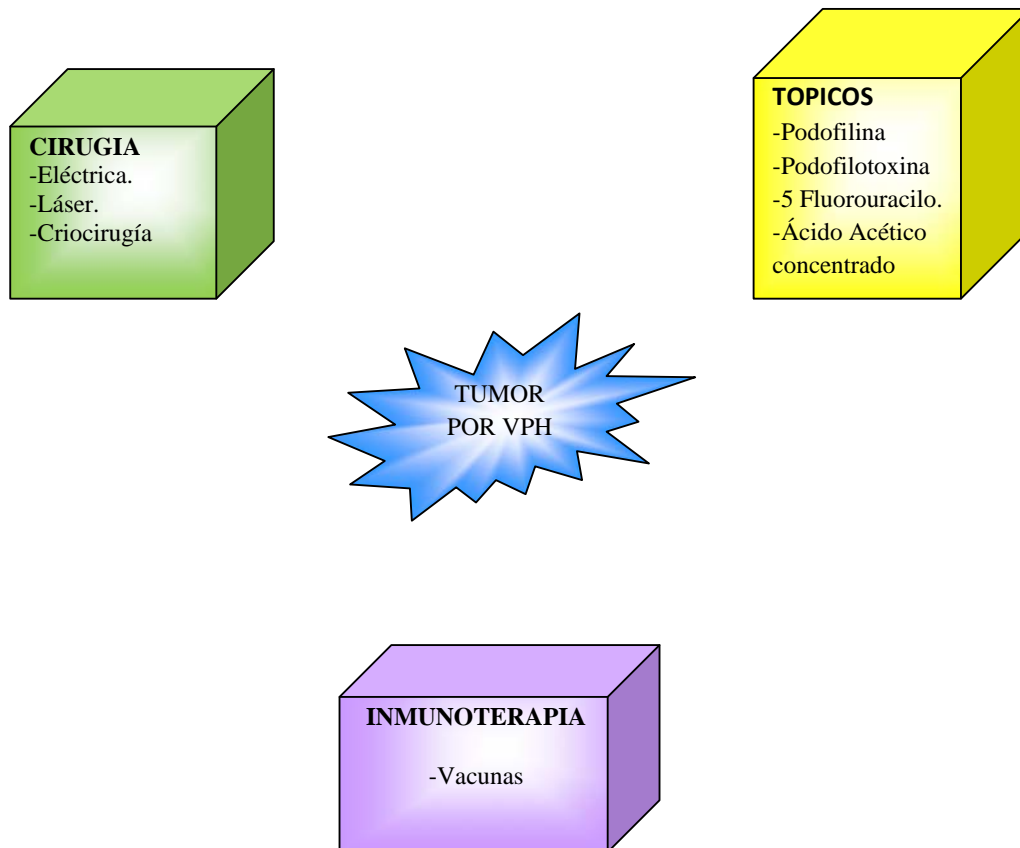 CIRUGIA
-Eléctrica.
-Láser.
-Criocirugía
TOPICOS
-Podofilina
-Podofilotoxina
-5 Fluorouracilo.
-Ácido Acético
concentrado
TUMOR
POR VPH
INMUNOTERAPIA
-Vacunas